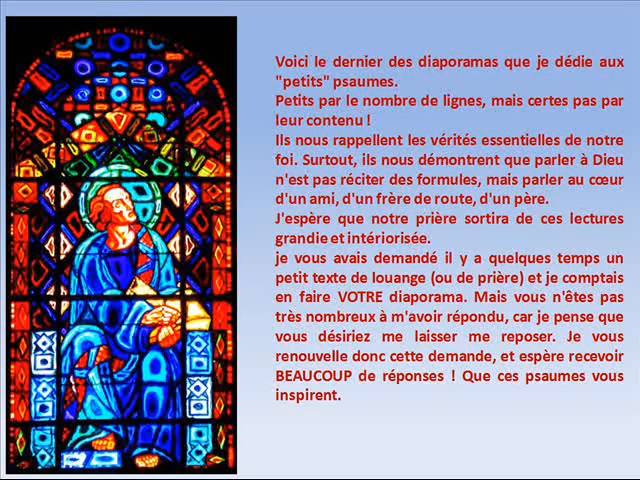 Voici le dernier des diaporamas que je dédie aux
"petits" psaumes.
Petits par le nombre de lignes, mais certes pas par
leur contenu !
Ils nous rappellent les vérités essentielles de notre
foi. Surtout, ils nous démontrent que parler à Dieu
n'est pas réciter des formules, mais parler au cœur
d'un ami, d'un frère de route, d'un père.
J'espère que notre prière sortira de ces lectures
grandie et intériorisée.
je vous avais demandé il y a quelques temps un
petit texte de louange (ou de prière) et je comptais
en faire VOTRE diaporama. Mais vous n'êtes pas
très nombreux à m'avoir répondu, car je pense que
vous désiriez me laisser me reposer. Je vous
renouvelle donc cette demande, et espère recevoir
BEAUCOUP de réponses ! Que ces psaumes vous
inspirent.